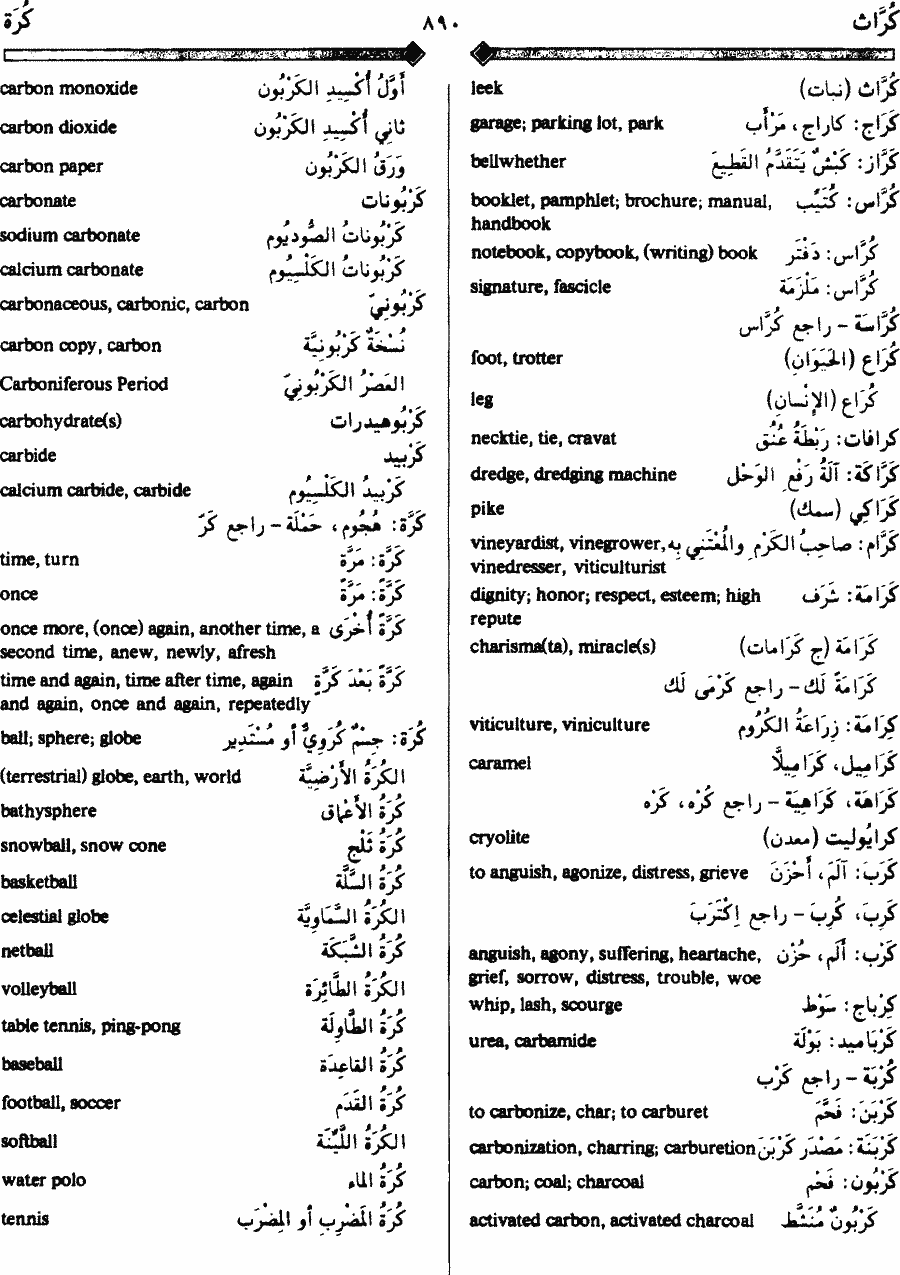 كُرَّاث ٨٩٠ كُرَة
كُرَّاث (نبات) leek
كَرَاج: كاراج، مَرْأَب garage; parking lot, park
كَرَّاز: كَبْشٌ يَتَقَدَّمُ القَطِيعَ bellwhether
كُرَّاس: كُتَيِّب booklet, pamphlet; brochure; manual,
handbook
كُرَّاس: دَفْتَر notebook, copybook, (writing) book
كُرَّاس: مَلْزَمَة signature, fascicle
كُرَّاسَة - راجع كُرَّاس
كُرَاع (الحَيَوَانِ) foot, trotter
كُرَاع (الإنْسانِ) leg
كرافات: رَبْطَةُ عُنُق necktie, tie, cravat
كَرَّاكَة: آلَةُ رَفْعِ الوَحْل dredge, dredging machine
كَرَاكي (سمك) pike
كَرَّام: صاحِبُ الكَرْمِ والمُعْتَنِي بِه vineyardist, vinegrower,
vinedresser, viticulturist
كَرَامَة: شَرَف dignity; honor; respect, esteem; high
repute
كَرَامَة (ج كَرَامات) charisma(ta), miracle(s)
كَرَامَةً لَك - راجع كَرْمَى لَك
كِرَامَة: زِرَاعَةُ الكُرُوم viticulture, viniculture
كَرَامِيل، كَرَامِيلّا caramel
كَرَاهَة، كَرَاهِيَة - راجع كُرْه، كَرْه
كرايُوليت (معدن) cryolite
كَرَبَ: آلَمَ، أَحْزَنَ to anguish, agonize, distress, grieve
كَرِبَ، كُرِبَ - راجع اِكْتَرَبَ
كَرْب: أَلَم، حُزْن anguish, agony, suffering, heartache,
grief, sorrow, distress, trouble, woe
كِرْباج: سَوْط whip, lash, scourge
كَرْبَاميد: بَوْلَة urea, carbamide
كُرْبَة - راجع كَرْب
كَرْبَنَ: فَحَّمَ to carbonize, char; to carburet
كَرْبَنَة: مَصْدَر كَرْبَنَ carbonization, charring; carburetion
كَرْبُون: فَحْم carbon; coal; charcoal
كَرْبُونٌ مُنَشَّط activated carbon, activated charcoal
أَوَّلُ أُكْسِيدِ الكَرْبُون carbon monoxide
ثاني أُكْسِيدِ الكَرْبُون carbon dioxide
وَرَقُ الكَرْبُون carbon paper
كَرْبُونات carbonate
كَرْبُوناتُ الصُّوديُوم sodium carbonate
كَرْبُوناتُ الكَلْسِيُوم calcium carbonate
كَرْبُونِيّ carbonaceous, carbonic, carbon
نُسْخَةٌ كَرْبُونِيَّة carbon copy, carbon
العَصْرُ الكَرْبُونِيّ Carboniferous Period
كَرْبُوهيدرات carbohydrate(s)
كَرْبيد carbide
كَرْبيدُ الكَلْسِيُوم calcium carbide, carbide
كَرَّة: هُجُوم، حَمْلَة - راجع كَرّ
كَرَّة: مَرَّة time, turn
كَرَّةً: مَرَّةً once
كَرَّةً أُخْرَى once more, (once) again, another time, a
second time, anew, newly, afresh
كَرَّةً بَعْدَ كَرَّةٍ time and again, time after time, again
and again, once and again, repeatedly
كُرَة: جِسْمٌ كُرَوِيٌّ أو مُسْتَدِير ball; sphere; globe
الكُرَةُ الأَرْضِيَّة (terrestrial) globe, earth, world
كُرَةُ الأَعْماق bathysphere
كُرَةُ ثَلْج snowball, snow cone
كُرَةُ السَّلَّة basketball
الكُرَةُ السَّماوِيَّة celestial globe
كُرَةُ الشَّبَكَة netball
الكُرَةُ الطَّائِرَة volleyball
كُرَةُ الطَّاوِلَة table tennis, ping-pong
كُرَةُ القاعِدَة baseball
كُرَةُ القَدَم football, soccer
الكُرَةُ اللَّيِّنَة softball
كُرَةُ الماء water polo
كُرَةُ المَضْرِب أو المِضْرَب tennis